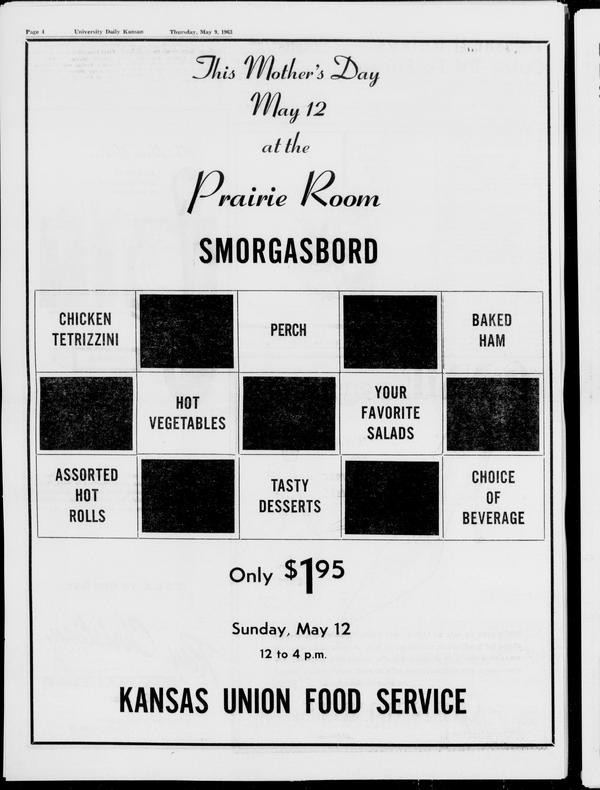 Page 4 University Daily Kansan Thursday, May 9, 1963
This Mother's Day
May 12
at the
Prairie Room
SMORGASBORD
CHICKEN
TETRIZZINI
PERCH
BAKED
HAM
HOT
VEGETABLES
YOUR
FAVORITE
SALADS
ASSORTED
HOT
ROLLS
TASTY
DESSERTS
CHOICE
OF
BEVERAGE
Only $1.95
Sunday, May 12
12 to 4 p.m.
KANSAS UNION FOOD SERVICE